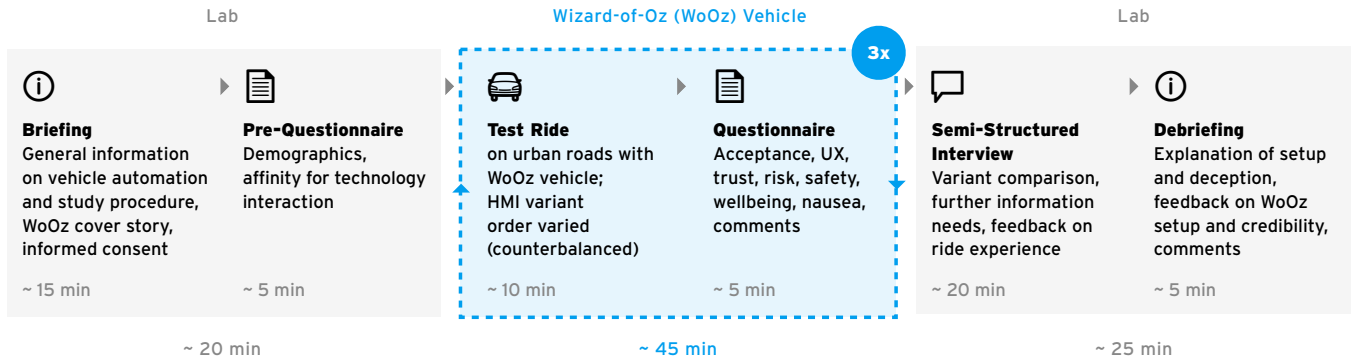 Lab
Wizard-of-Oz (WoOz) Vehicle
Lab
3x
Briefing
General information
on vehicle automation
and study procedure,
WoOz cover story,
informed consent
~ 15 min
Pre-Questionnaire
Demographics,
affinity for technology
interaction
~ 5 min
Test Ride
on urban roads with
WoOz vehicle;
HMI variant
order varied
(counterbalanced)
~ 10 min
Questionnaire
Acceptance, UX,
trust, risk, safety,
wellbeing, nausea,
comments
~ 5 min
Semi-Structured
Interview
Variant comparison,
further information
needs, feedback on
ride experience
~ 20 min
Debriefing
Explanation of setup
and deception,
feedback on WoOz
setup and credibility,
comments
~ 5 min
~ 20 min
~ 45 min
~ 25 min